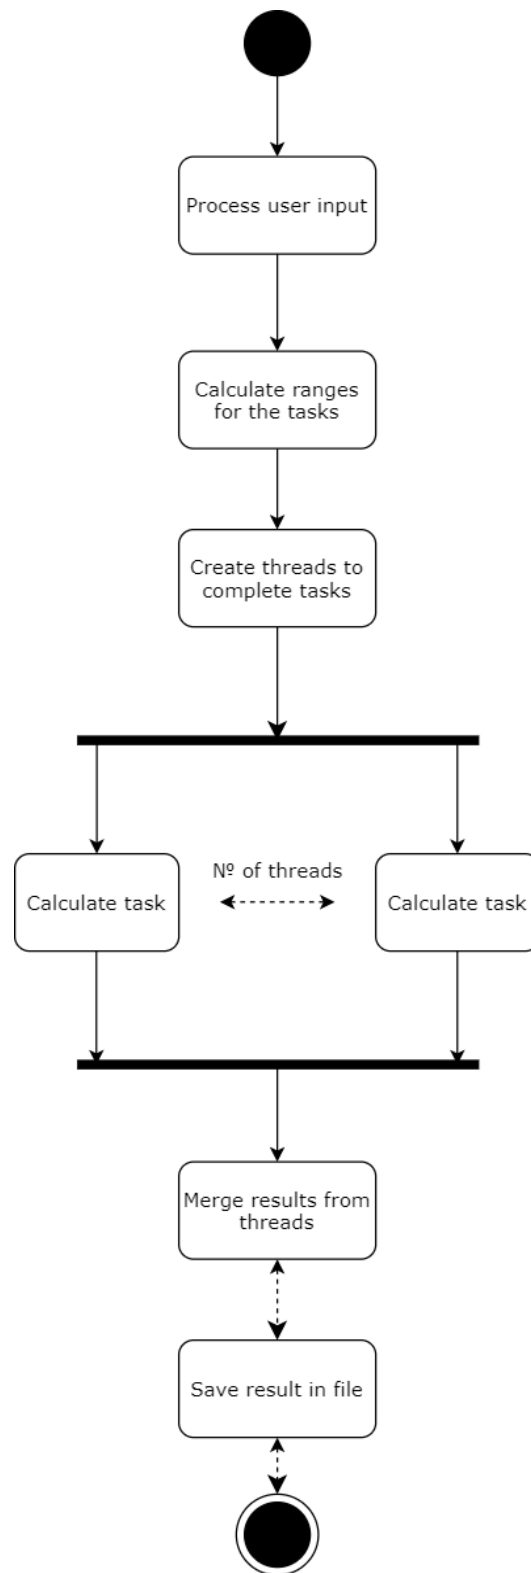 Process user input
Calculate ranges
for the tasks
Create threads to
complete tasks
Nº of threads
Calculate task
Calculate task
Merge results from
threads
Save result in file